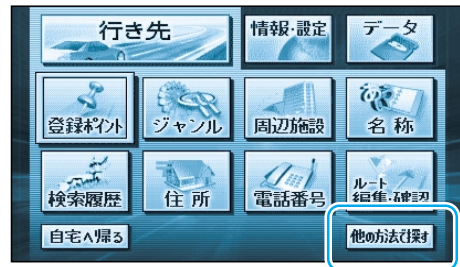 行き先
情報・設定
データ
登録ポイント
ジャンル
周辺施設
名称
検索履歴
住所
電話番号
ルート
編集・確認
自宅へ帰る
他の方法で探す